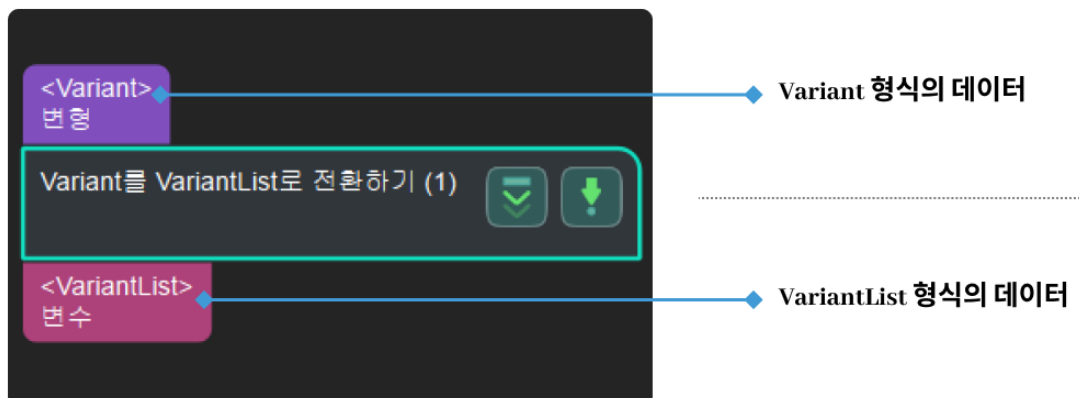 <Variant>
변형
Variant 형식의 데이터
Variant를 VariantList로 전환하기 (1)
<VariantList>
변수
VariantList 형식의 데이터